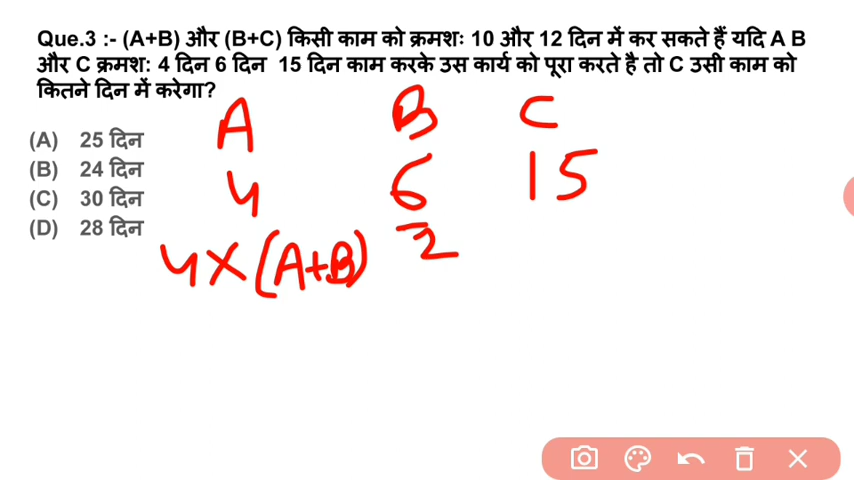 Que.3 :- (A+B) और (B+C) किसी काम को क्रमशः 10 और 12 दिन में कर सकते हैं यदि A B
और C क्रमश: 4 दिन 6 दिन 15 दिन काम करके उस कार्य को पूरा करते है तो C उसी काम को
कितने दिन में करेगा?
(A) 25 दिन
(B) 24 दिन
(C) 30 दिन
(D) 28 दिन
A B C
4 6 15
4 × (A+B) 2